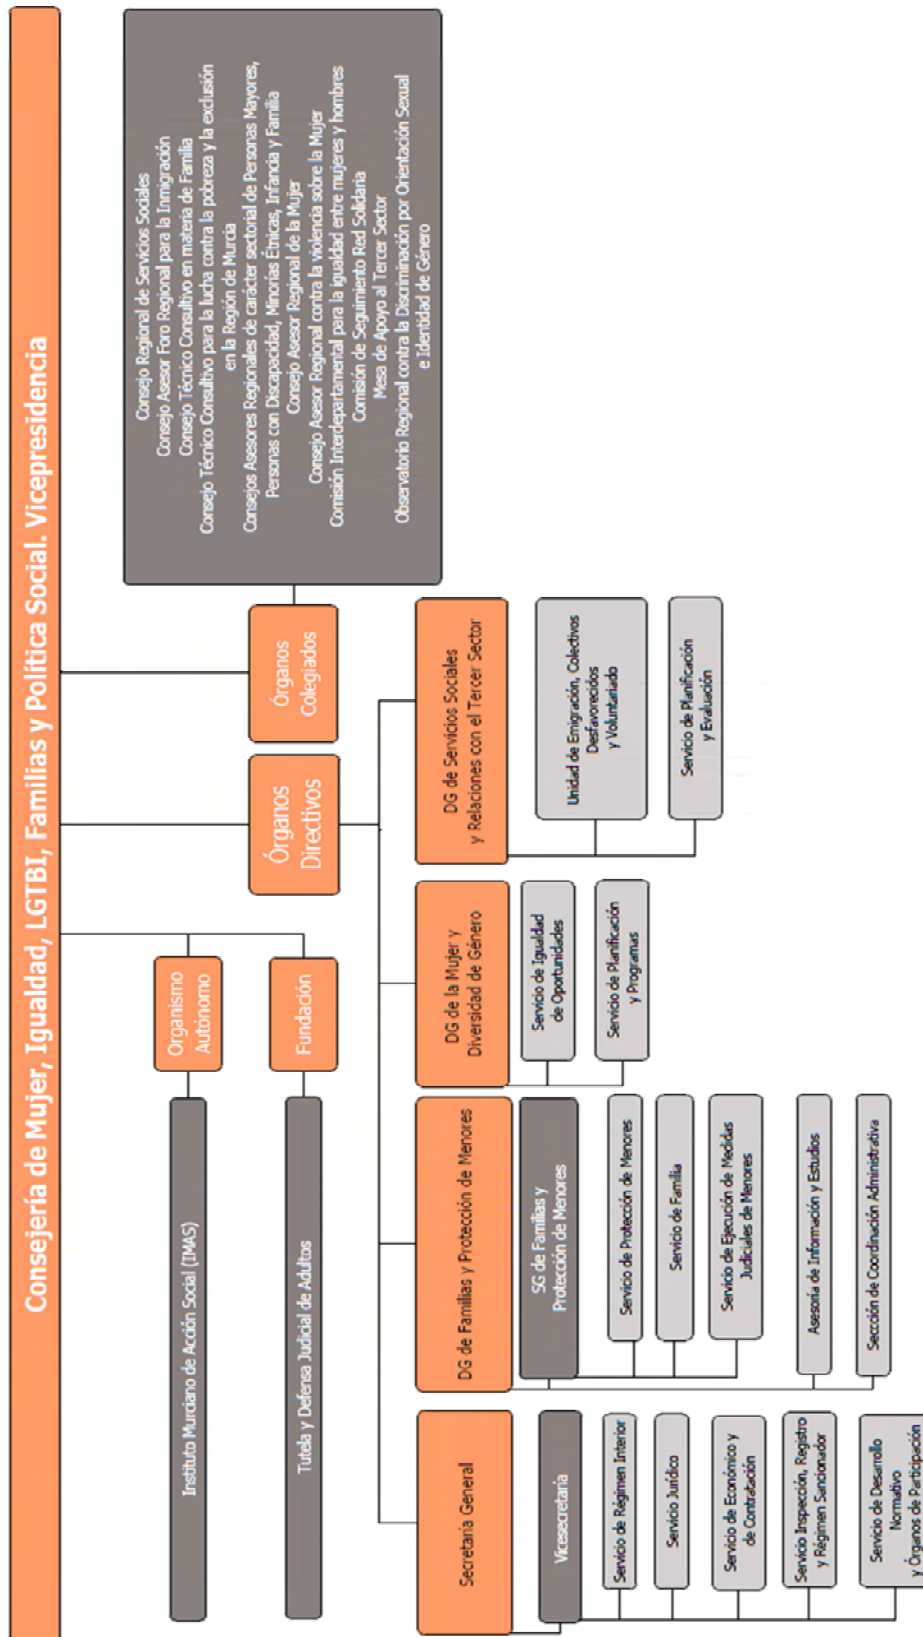 Consejería de Mujer, Igualdad, LGTBI, Familias y Política Social. Vicepresidencia
Organismo
Autónomo
Instituto Murciano de Acción Social (IMAS)
Fundación
Tutela y Defensa Judicial de Adultos
Órganos
Directivos
Órganos
Colegiados
Consejo Regional de Servicios Sociales
Consejo Asesor Foro Regional para la Inmigración
Consejo Técnico Consultivo en materia de Familia
Consejo Técnico Consultivo para la lucha contra la pobreza y la exclusión
en la Región de Murcia
Consejos Asesores Regionales de carácter sectorial de Personas Mayores,
Personas con Discapacidad, Minorías Étnicas, Infancia y Familia
Consejo Asesor Regional de la Mujer
Consejo Asesor Regional contra la violencia sobre la Mujer
Comisión Interdepartamental para la igualdad entre mujeres y hombres
Comisión de Seguimiento Red Solidaria
Mesa de Apoyo al Tercer Sector
Observatorio Regional contra la Discriminación por Orientación Sexual
e Identidad de Género
Secretaría General
Vicesecretaría
Servicio de Régimen Interior
Servicio Jurídico
Servicio de Económico y
de Contratación
Servicio Inspección, Registro
y Régimen Sancionador
Servicio de Desarrollo
Normativo
y Órganos de Participación
DG de Familias y Protección de Menores
SG de Familias y
Protección de Menores
Servicio de Protección de Menores
Servicio de Familia
Servicio de Ejecución de Medidas
Judiciales de Menores
Asesoría de Información y Estudios
Seccción de Coordinación Administrativa
DG de la Mujer y
Diversidad de Género
Servicio de Igualdad
de Oportunidades
Servicio de Planificación
y Programas
DG de Servicios Sociales
y Relaciones con el Tercer Sector
Unidad de Emigración, Colectivos
Desfavorecidos
y Voluntariado
Servicio de Planificación
y Evaluación